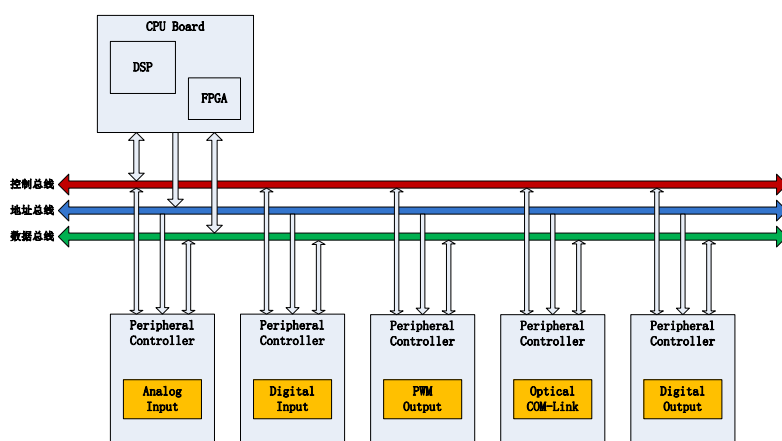 CPU Board
DSP
FPGA
控制总线
地址总线
数据总线
Peripheral
Controller
Analog
Input
Peripheral
Controller
Digital
Input
Peripheral
Controller
PWM
Output
Peripheral
Controller
Optical
COM-Link
Peripheral
Controller
Digital
Output